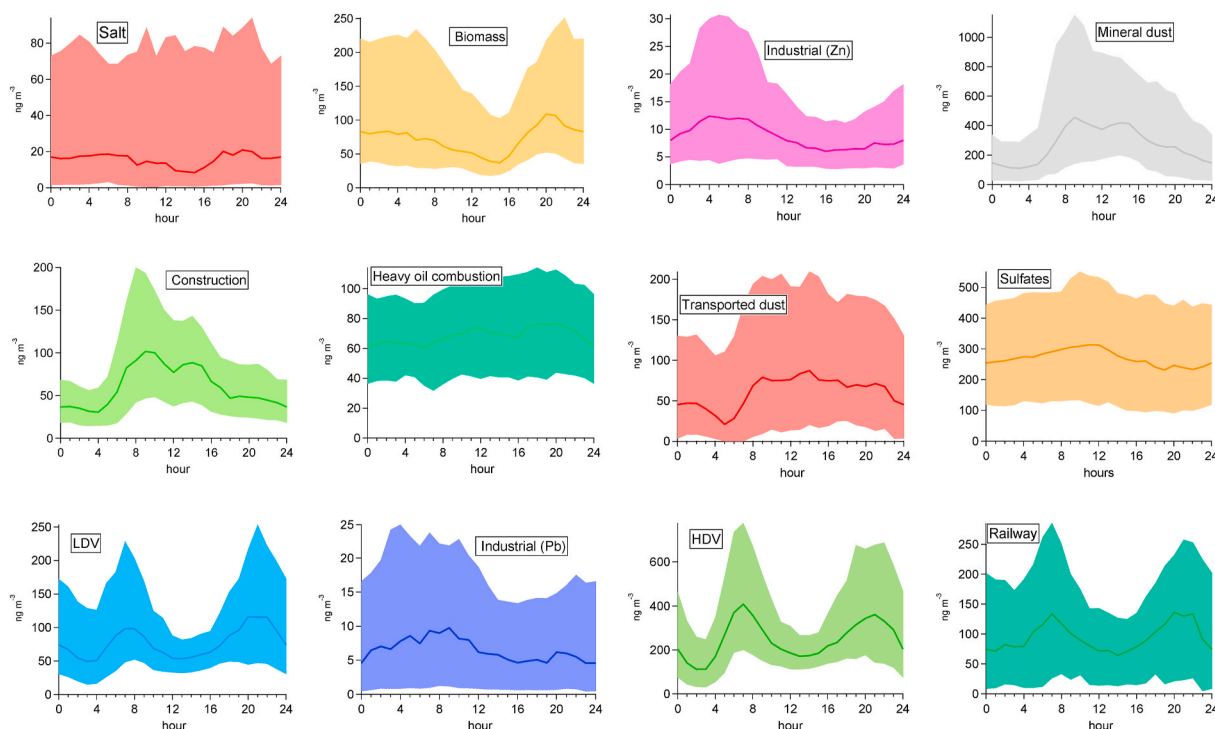 Salt
ng m-3
80
60
40
20
0
0 4 8 12 16 20 24
hour
Biomass
ng m-3
250
200
150
100
50
0
0 4 8 12 16 20 24
hour
Industrial (Zn)
ng m-3
30
25
20
15
10
5
0
0 4 8 12 16 20 24
hour
Mineral dust
ng m-3
1000
800
600
400
200
0
0 4 8 12 16 20 24
hour
Construction
ng m-3
200
150
100
50
0
0 4 8 12 16 20 24
hour
Heavy oil combustion
ng m-3
100
80
60
40
20
0
0 4 8 12 16 20 24
hour
Transported dust
ng m-3
200
150
100
50
0
0 4 8 12 16 20 24
hour
Sulfates
ng m-3
500
400
300
200
100
0
0 4 8 12 16 20 24
hours
LDV
ng m-3
250
200
150
100
50
0
0 4 8 12 16 20 24
hour
Industrial (Pb)
ng m-3
25
20
15
10
5
0
0 4 8 12 16 20 24
hour
HDV
ng m-3
600
400
200
0
0 4 8 12 16 20 24
hour
Railway
ng m-3
250
200
150
100
50
0
0 4 8 12 16 20 24
hour